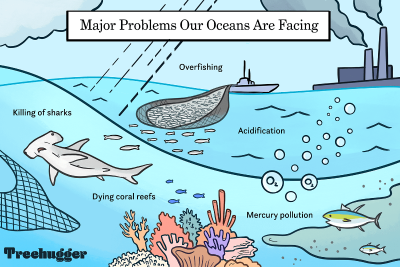 Major Problems Our Oceans Are Facing
Overfishing
Killing of sharks
Acidification
Dying coral reefs
Mercury pollution
Treehugger